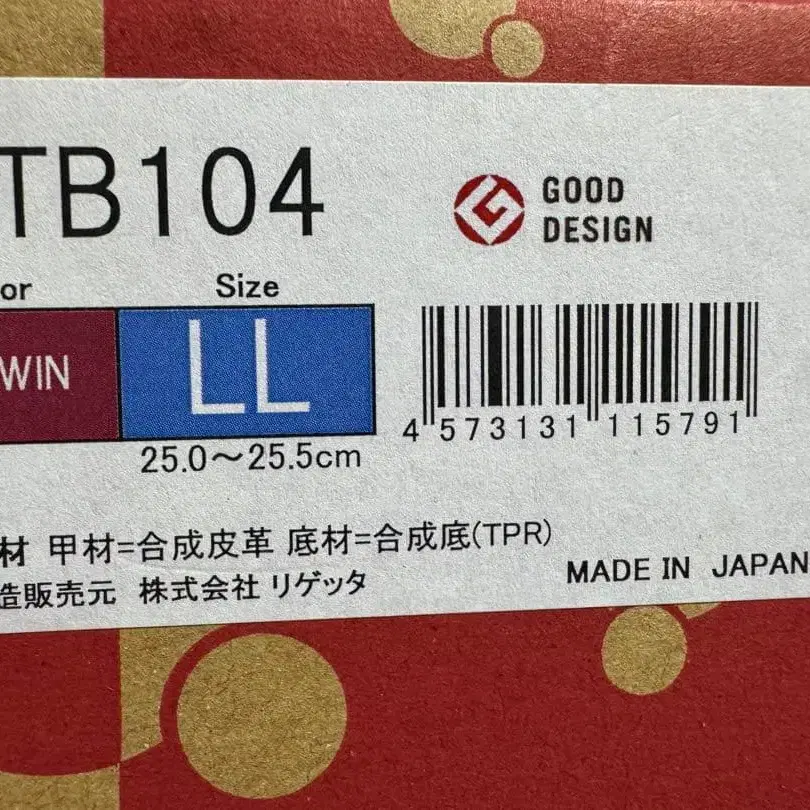 TB104
GOOD
DESIGN
or Size
WIN LL
25.0～25.5cm
4 573131 115791
材 甲材=合成皮革 底材=合成底(TPR)
造販売元 株式会社 リゲッタ
MADE IN JAPAN